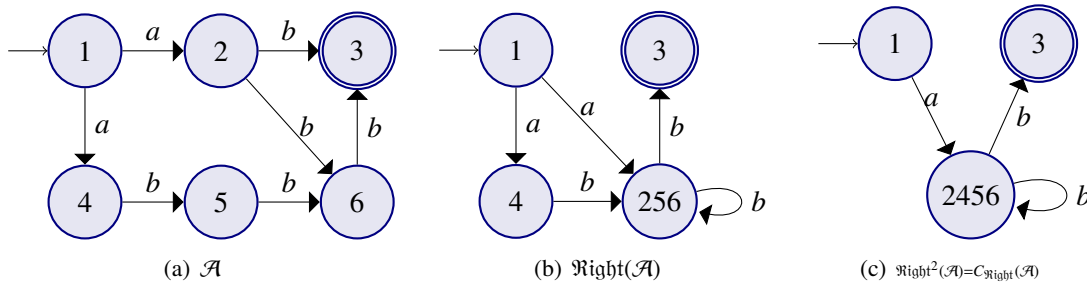 1 a 2 b 3
a b b
4 b 5 b 6
(a) 𝒜
1 3
a a b
4 b 256 b
(b) ℜight(𝒜)
1 3
a b
2456 b
(c) ℜight²(𝒜)=C_ℜight(𝒜)